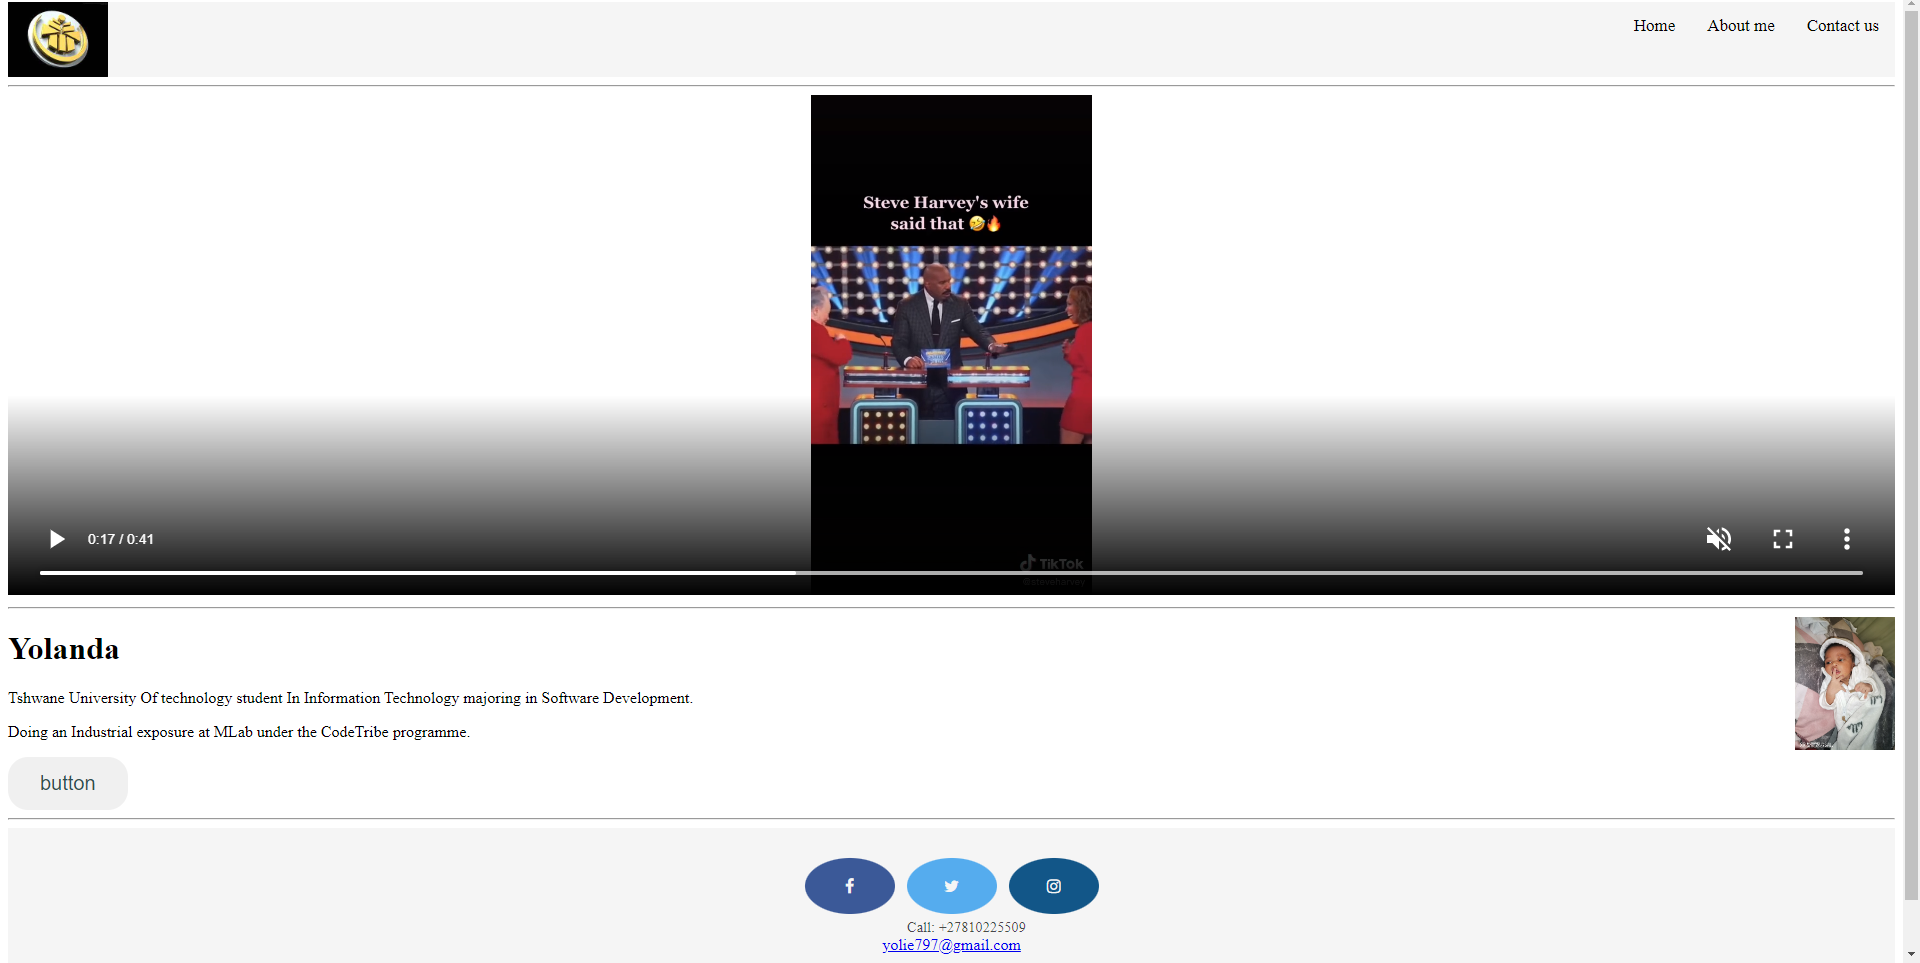 Home About me Contact us
Steve Harvey's wife
said that 🤣🔥
TikTok
@steveharvey
0:17 / 0:41
Yolanda
Tshwane University Of technology student In Information Technology majoring in Software Development.
Doing an Industrial exposure at MLab under the CodeTribe programme.
button
Call: +27810225509
yolie797@gmail.com